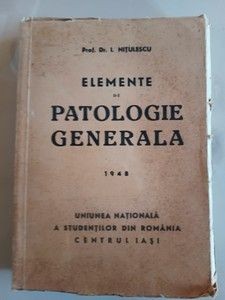 Prof. Dr. I. NIȚULESCU
ELEMENTE
DE
PATOLOGIE
GENERALA
1948
UNIUNEA NAȚIONALĂ
A STUDENȚILOR DIN ROMÂNIA
CENTRUL IAȘI